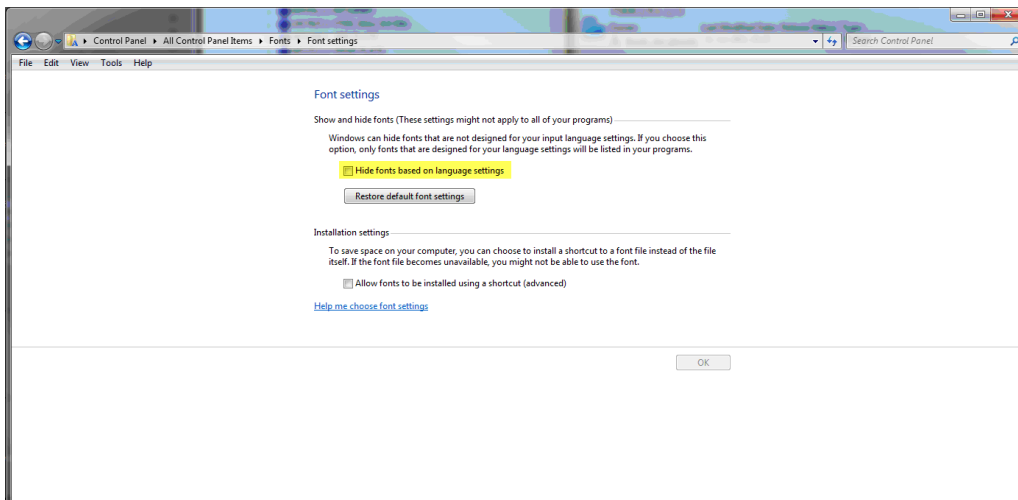 Control Panel ▸ All Control Panel Items ▸ Fonts ▸ Font settings
Search Control Panel
File Edit View Tools Help
Font settings
Show and hide fonts (These settings might not apply to all of your programs)
Windows can hide fonts that are not designed for your input language settings. If you choose this
option, only fonts that are designed for your language settings will be listed in your programs.
Hide fonts based on language settings
Restore default font settings
Installation settings
To save space on your computer, you can choose to install a shortcut to a font file instead of the file
itself. If the font file becomes unavailable, you might not be able to use the font.
Allow fonts to be installed using a shortcut (advanced)
Help me choose font settings
OK